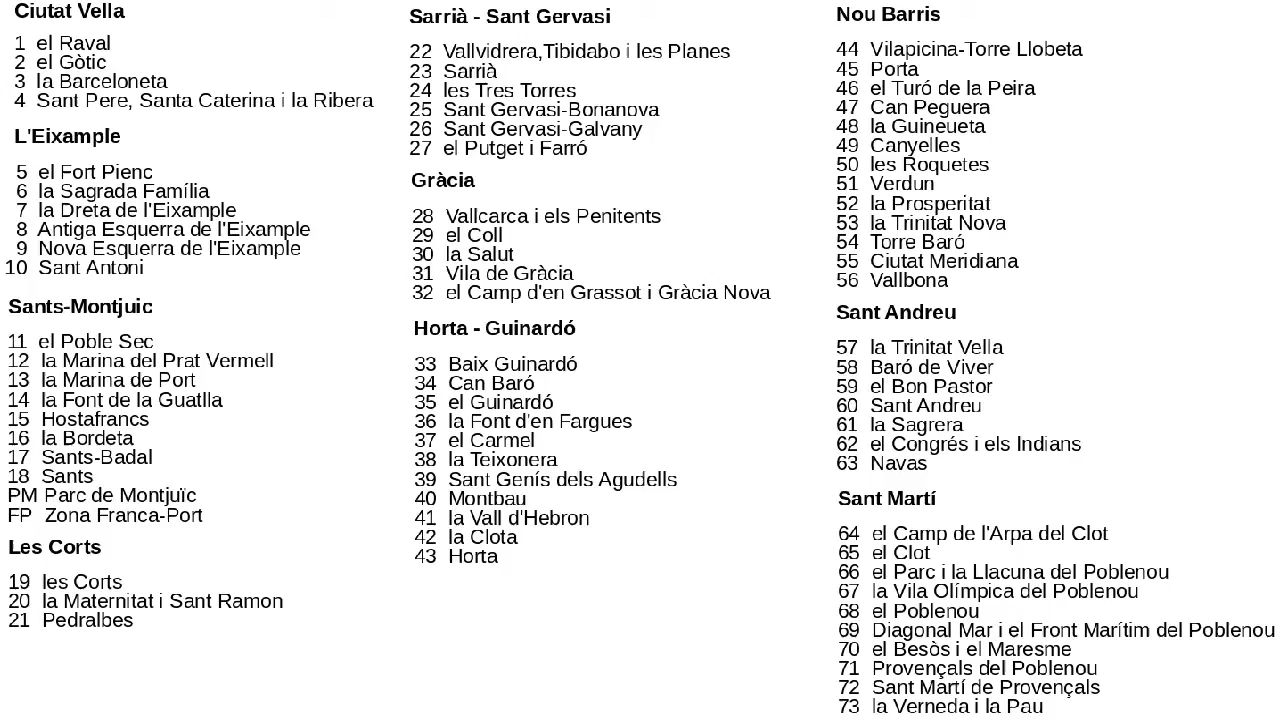 Ciutat Vella
1 el Raval
2 el Gòtic
3 la Barceloneta
4 Sant Pere, Santa Caterina i la Ribera
L'Eixample
5 el Fort Pienc
6 la Sagrada Família
7 la Dreta de l'Eixample
8 Antiga Esquerra de l'Eixample
9 Nova Esquerra de l'Eixample
10 Sant Antoni
Sants-Montjuic
11 el Poble Sec
12 la Marina del Prat Vermell
13 la Marina de Port
14 la Font de la Guatlla
15 Hostafrancs
16 la Bordeta
17 Sants-Badal
18 Sants
PM Parc de Montjuïc
FP Zona Franca-Port
Les Corts
19 les Corts
20 la Maternitat i Sant Ramon
21 Pedralbes
Sarrià - Sant Gervasi
22 Vallvidrera,Tibidabo i les Planes
23 Sarrià
24 les Tres Torres
25 Sant Gervasi-Bonanova
26 Sant Gervasi-Galvany
27 el Putget i Farró
Gràcia
28 Vallcarca i els Penitents
29 el Coll
30 la Salut
31 Vila de Gràcia
32 el Camp d'en Grassot i Gràcia Nova
Horta - Guinardó
33 Baix Guinardó
34 Can Baró
35 el Guinardó
36 la Font d'en Fargues
37 el Carmel
38 la Teixonera
39 Sant Genís dels Agudells
40 Montbau
41 la Vall d'Hebron
42 la Clota
43 Horta
Nou Barris
44 Vilapicina-Torre Llobeta
45 Porta
46 el Turó de la Peira
47 Can Peguera
48 la Guineueta
49 Canyelles
50 les Roquetes
51 Verdun
52 la Prosperitat
53 la Trinitat Nova
54 Torre Baró
55 Ciutat Meridiana
56 Vallbona
Sant Andreu
57 la Trinitat Vella
58 Baró de Viver
59 el Bon Pastor
60 Sant Andreu
61 la Sagrera
62 el Congrés i els Indians
63 Navas
Sant Martí
64 el Camp de l'Arpa del Clot
65 el Clot
66 el Parc i la Llacuna del Poblenou
67 la Vila Olímpica del Poblenou
68 el Poblenou
69 Diagonal Mar i el Front Marítim del Poblenou
70 el Besòs i el Maresme
71 Provençals del Poblenou
72 Sant Martí de Provençals
73 la Verneda i la Pau